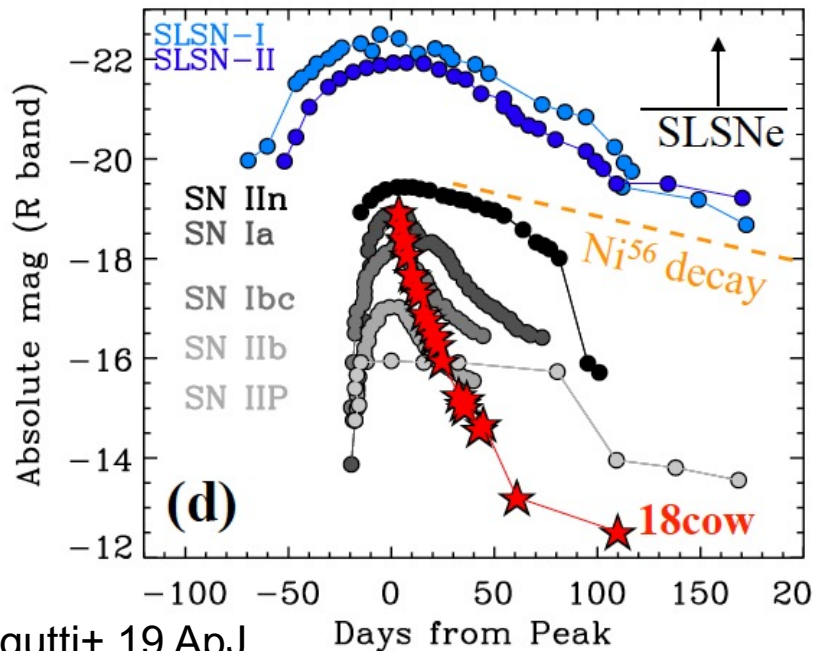 SLSN-I
SLSN-II
SLSNe
SN IIn
SN Ia
SN Ibc
SN IIb
SN IIP
Ni56 decay
(d)
18cow
Absolute mag (R band)
-22
-20
-18
-16
-14
-12
-100 -50 0 50 100 150 20
Days from Peak
gutti+ 19 ApJ